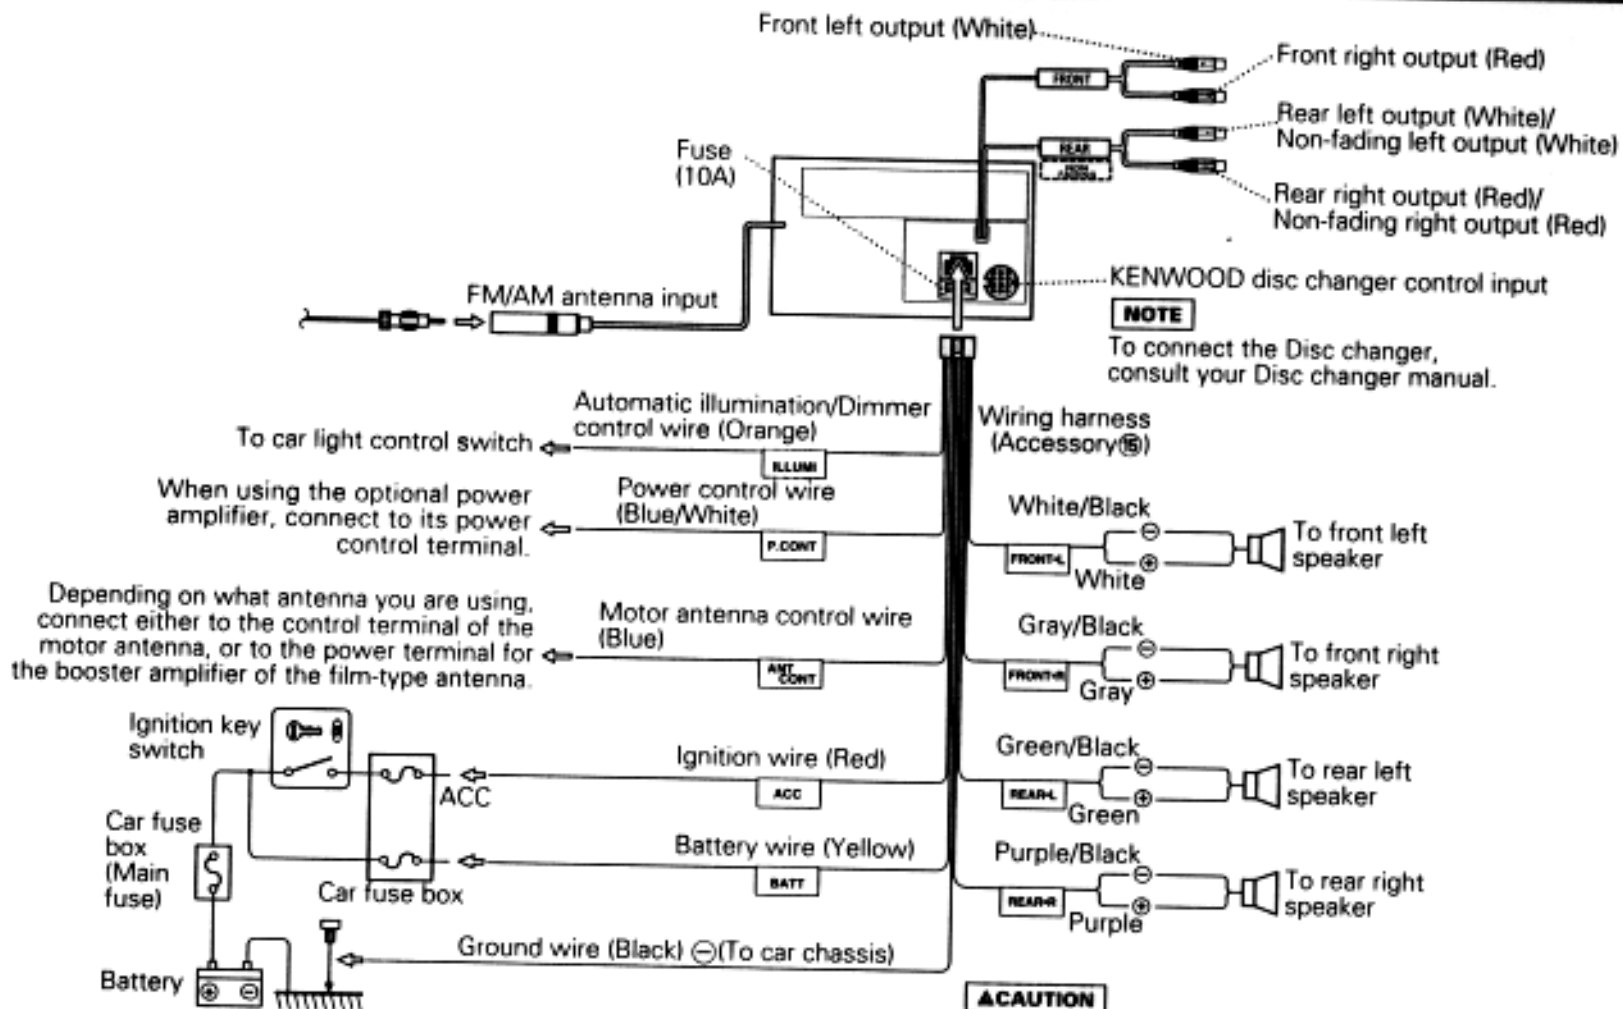 Front left output (White)
Front right output (Red)
FRONT
Rear left output (White)/
Non-fading left output (White)
REAR
Fuse
(10A)
Rear right output (Red)/
Non-fading right output (Red)
KENWOOD disc changer control input
FM/AM antenna input
NOTE
To connect the Disc changer,
consult your Disc changer manual.
Automatic illumination/Dimmer
control wire (Orange)
To car light control switch
ILLUMI
Wiring harness
(Accessory⑮)
When using the optional power
amplifier, connect to its power
control terminal.
Power control wire
(Blue/White)
P.CONT
White/Black
⊖
FRONT•L
⊕
White
To front left
speaker
Depending on what antenna you are using,
connect either to the control terminal of the
motor antenna, or to the power terminal for
the booster amplifier of the film-type antenna.
Motor antenna control wire
(Blue)
ANT
CONT
Gray/Black
⊖
FRONT•R
⊕
Gray
To front right
speaker
Ignition key
switch
Ignition wire (Red)
ACC
ACC
Green/Black
⊖
REAR•L
⊕
Green
To rear left
speaker
Car fuse
box
(Main
fuse)
Battery wire (Yellow)
BATT
Car fuse box
Purple/Black
⊖
REAR•R
⊕
Purple
To rear right
speaker
Ground wire (Black) ⊖(To car chassis)
Battery
⊕ ⊖
▲CAUTION